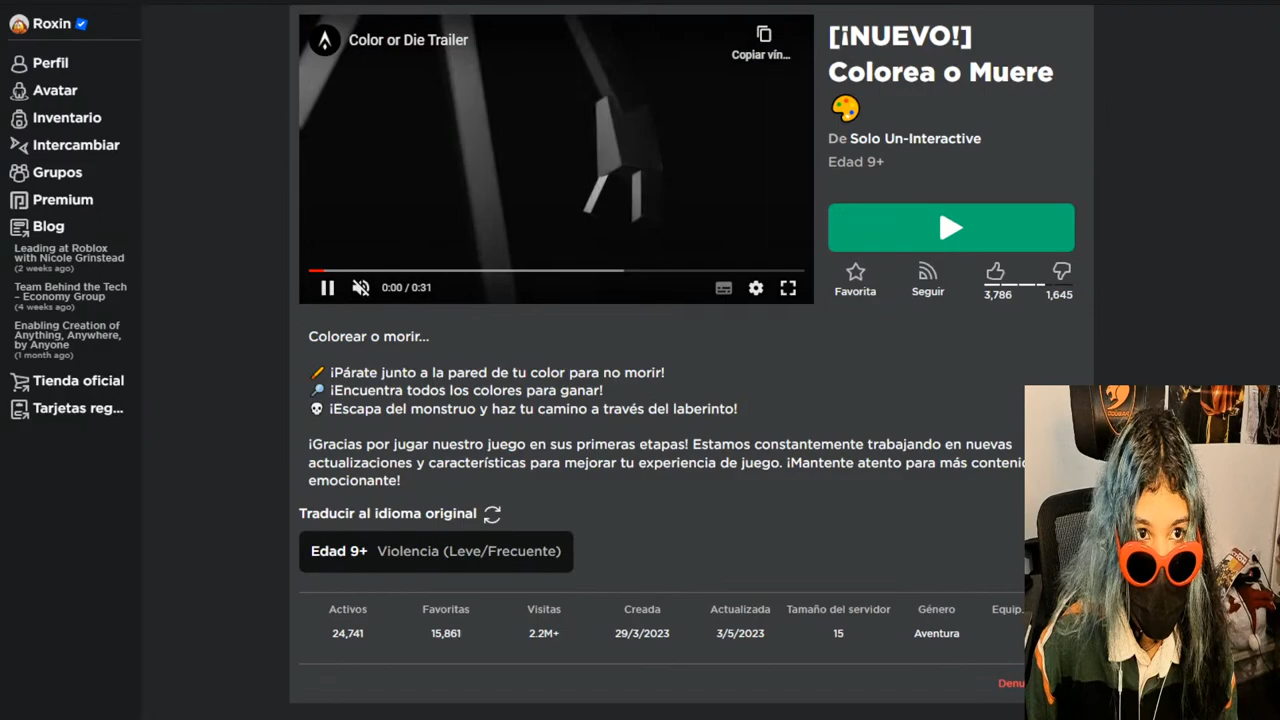 Roxin
Perfil
Avatar
Inventario
Intercambiar
Grupos
Premium
Blog
Leading at Roblox
with Nicole Grinstead
(2 weeks ago)
Team Behind the Tech
– Economy Group
(4 weeks ago)
Enabling Creation of
Anything, Anywhere,
by Anyone
(1 month ago)
Tienda oficial
Tarjetas reg...
Color or Die Trailer
Copiar vín...
0:00 / 0:31
[¡NUEVO!]
Colorea o Muere
De Solo Un-Interactive
Edad 9+
Favorita
Seguir
3,786
1,645
Colorear o morir...
¡Párate junto a la pared de tu color para no morir!
¡Encuentra todos los colores para ganar!
¡Escapa del monstruo y haz tu camino a través del laberinto!
¡Gracias por jugar nuestro juego en sus primeras etapas! Estamos constantemente trabajando en nuevas
actualizaciones y características para mejorar tu experiencia de juego. ¡Mantente atento para más contenid
emocionante!
Traducir al idioma original
Edad 9+ Violencia (Leve/Frecuente)
Activos Favoritas Visitas Creada Actualizada Tamaño del servidor Género Equip.
24,741 15,861 2.2M+ 29/3/2023 3/5/2023 15 Aventura
Denu
COUGAR